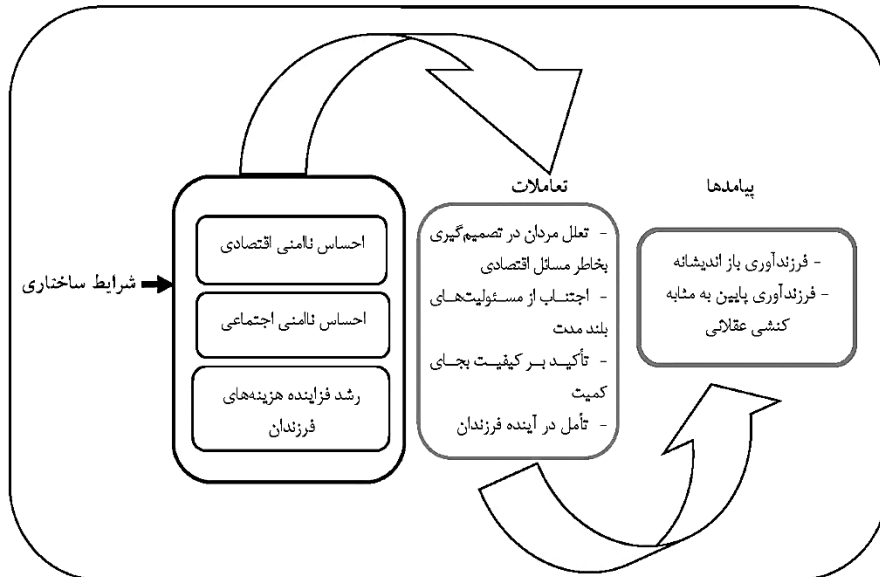 شرایط ساختاری
احساس ناامنی اقتصادی
احساس ناامنی اجتماعی
رشد فزاینده هزینه‌های
فرزندان
تعاملات
- تعلل مردان در تصمیم‌گیری
بخاطر مسائل اقتصادی
- اجتناب از مسئولیت‌های
بلند مدت
- تأکید بر کیفیت بجای
کمیت
- تأمل در آینده فرزندان
پیامدها
- فرزندآوری باز اندیشانه
- فرزندآوری پایین به مثابه
کنشی عقلانی